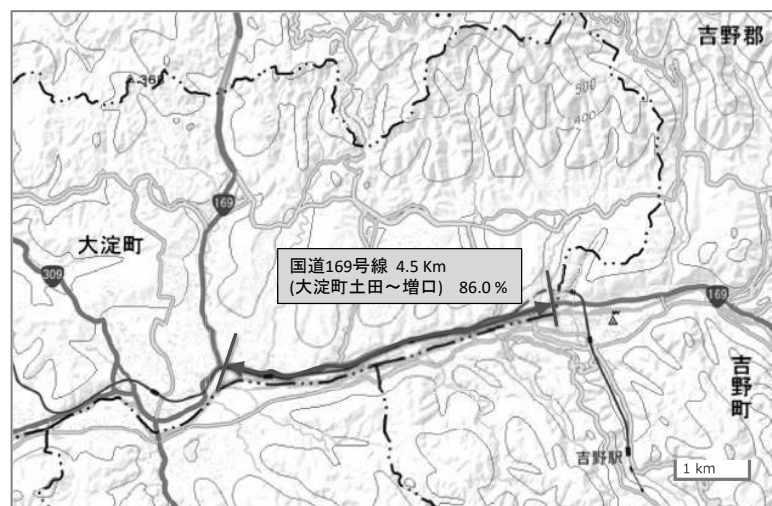 吉野郡
500
400
169
大淀町
309
国道169号線 4.5 Km
(大淀町土田～増口) 86.0 %
169
吉野町
吉野駅
1 km